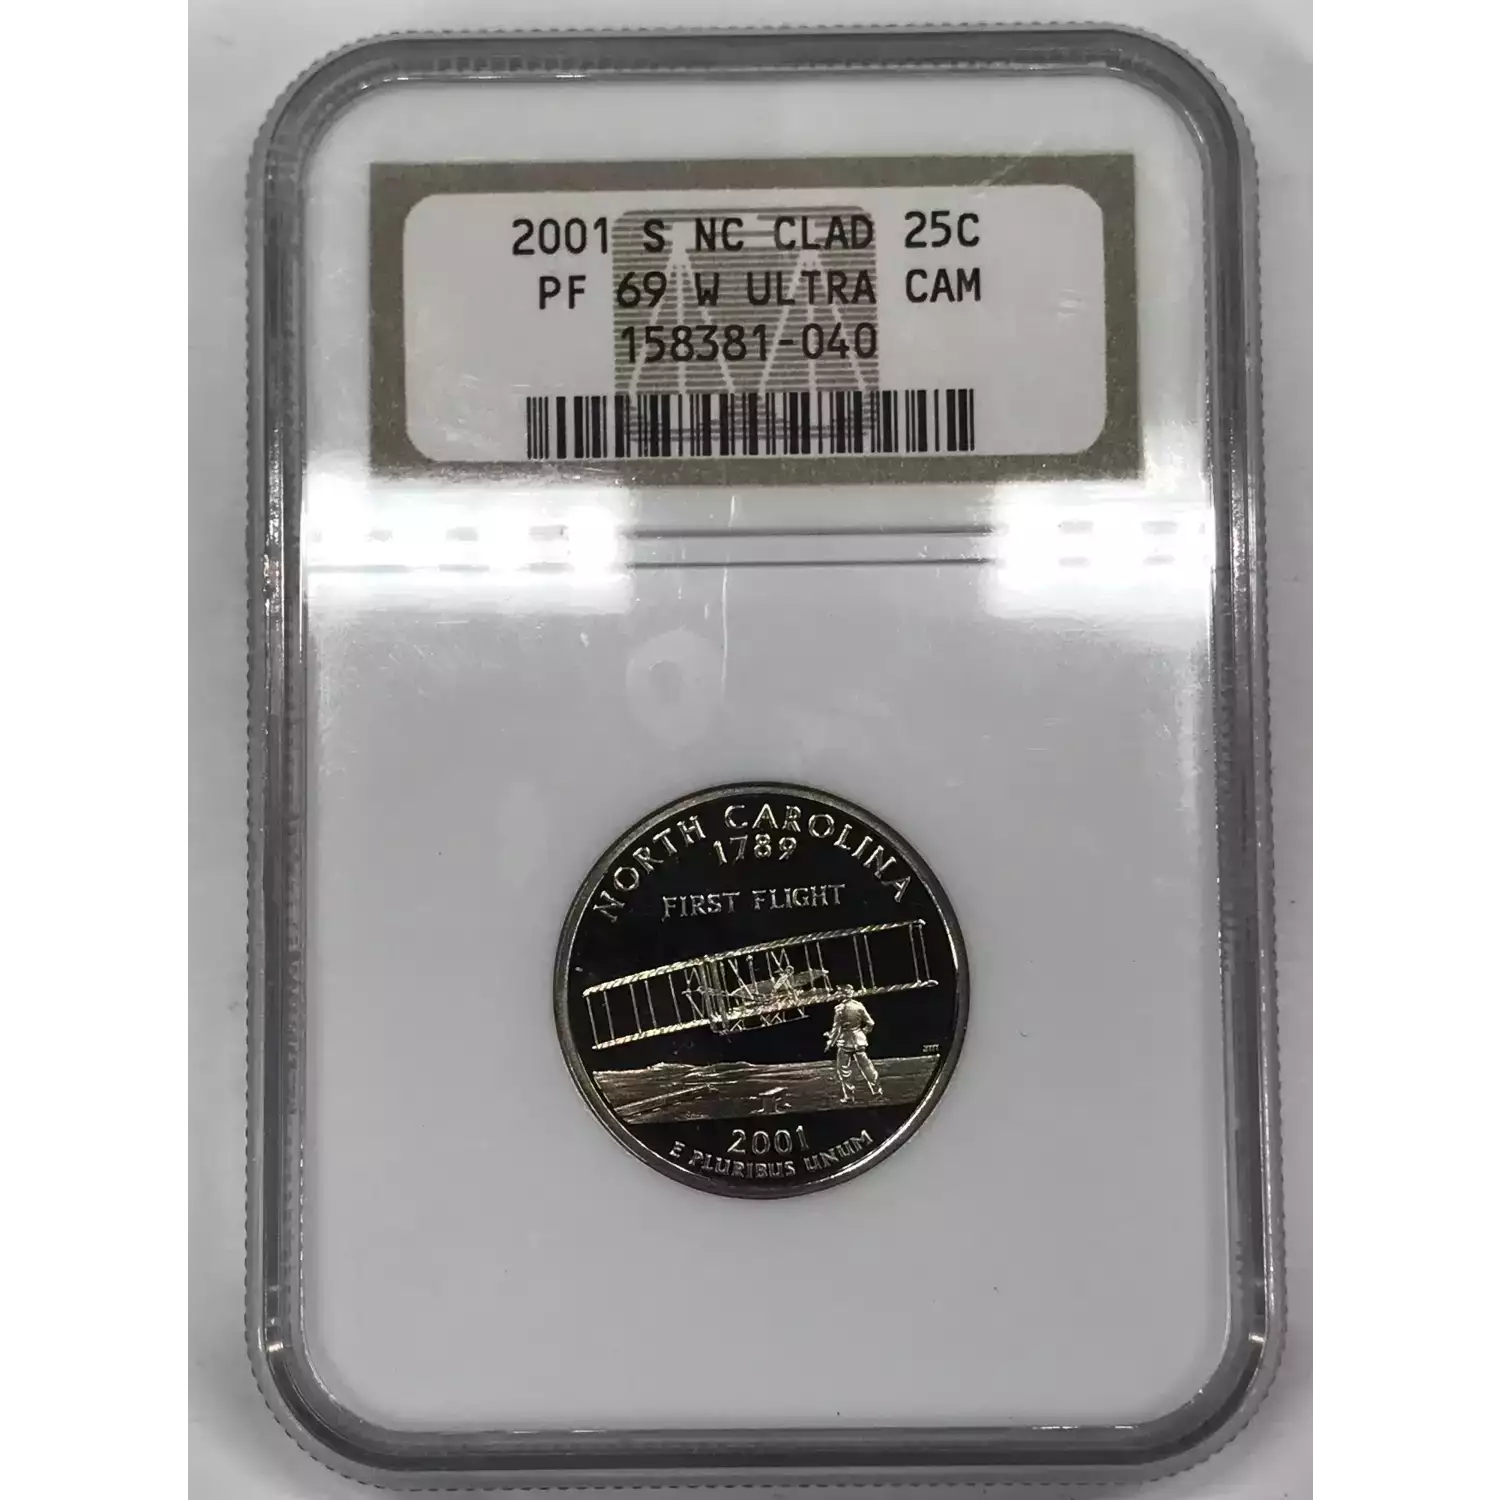 2001 S NC CLAD 25C
PF 69 W ULTRA CAM
158381-040
NORTH CAROLINA
1789
FIRST FLIGHT
2001
E PLURIBUS UNUM